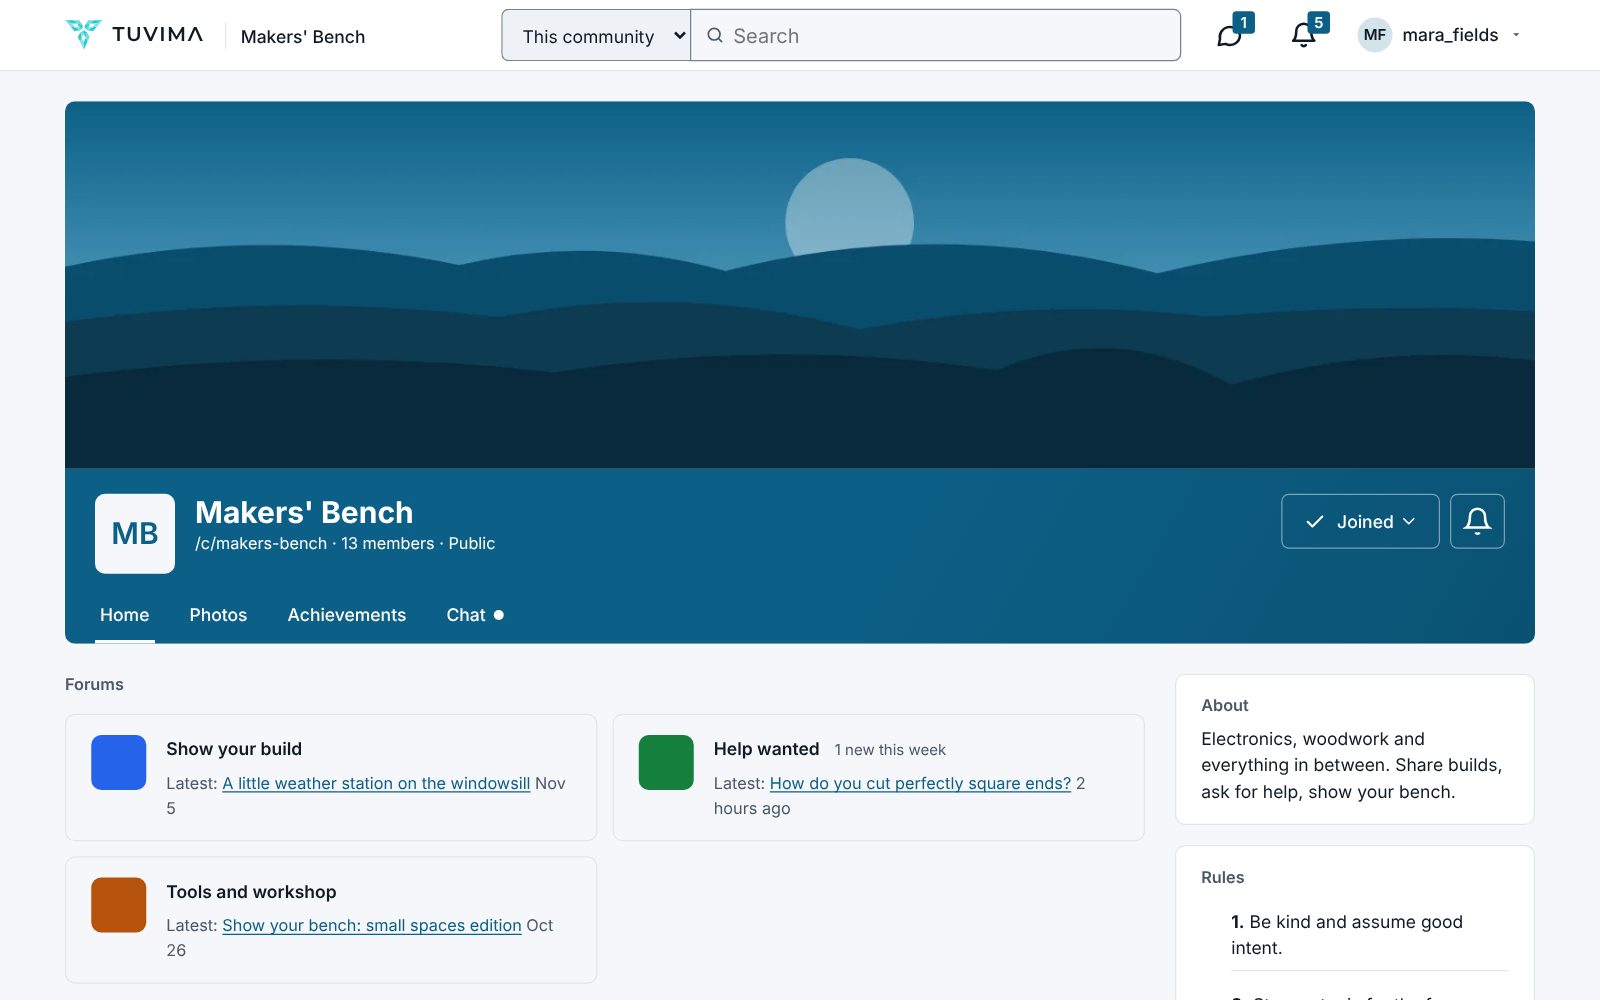 TUVIMA
Makers' Bench
This community
Search
1
5
MF
mara_fields
MB
Makers' Bench
/c/makers-bench · 13 members · Public
Joined
Home
Photos
Achievements
Chat
Forums
Show your build
Latest: A little weather station on the windowsill Nov
5
Help wanted 1 new this week
Latest: How do you cut perfectly square ends? 2
hours ago
Tools and workshop
Latest: Show your bench: small spaces edition Oct
26
About
Electronics, woodwork and
everything in between. Share builds,
ask for help, show your bench.
Rules
1. Be kind and assume good
intent.